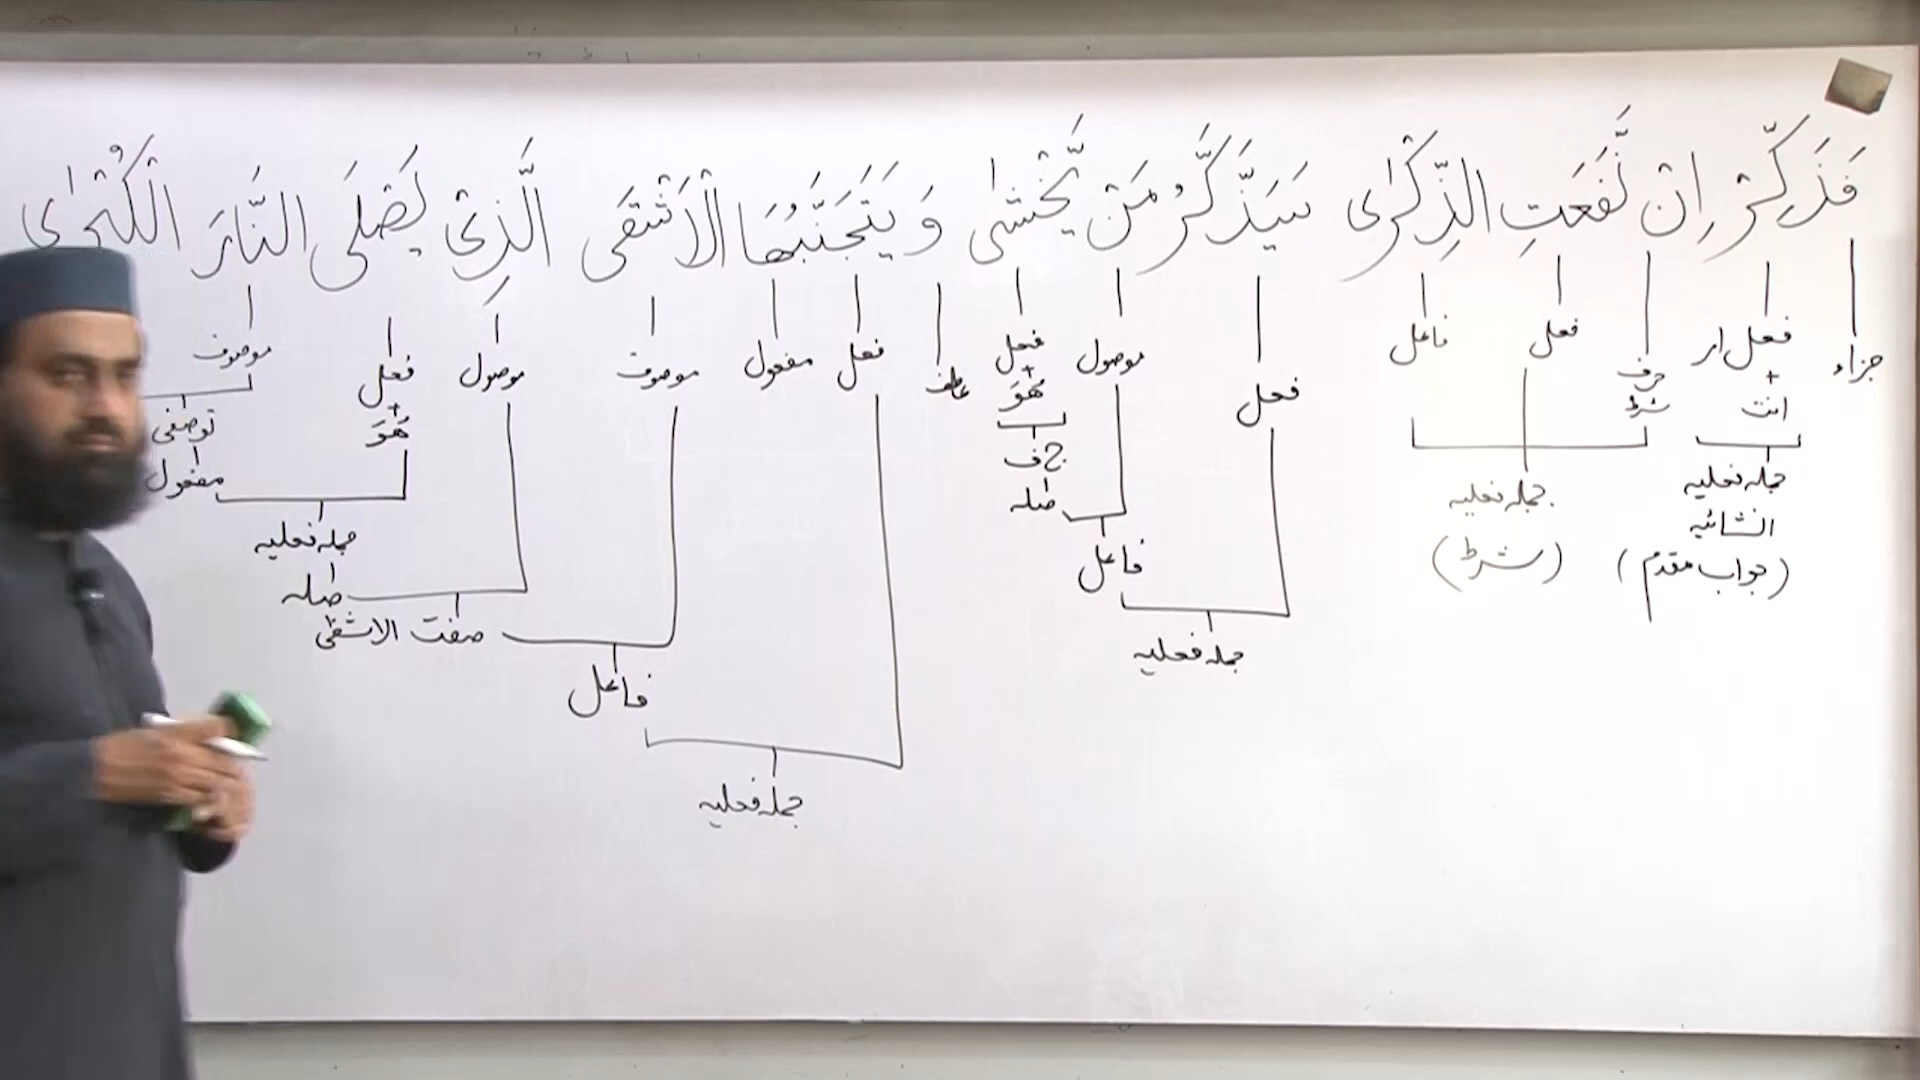 فَذَكِّرْ اِنْ نَّفَعَتِ الذِّكْرٰى سَيَذَّكَّرُ مَنْ يَّخْشٰى وَ يَتَجَنَّبُهَا الْاَشْقَى الَّذِيْ يَصْلَى النَّارَ الْكُبْرٰى
جزاء فعل امر حرف شرط فعل فاعل فعل موصول فعل عاطف فعل مفعول موصوف موصول فعل موصوف
+ انت + هُوَ + هُوَ
توصیفی
ج ف
جملہ فعلیہ جملہ فعلیہ صلہ مفعول
انشائیہ جملہ فعلیہ
(جواب مقدم) (شرط) فاعل صلہ
جملہ فعلیہ صفت الاشقی
فاعل
جملہ فعلیہ